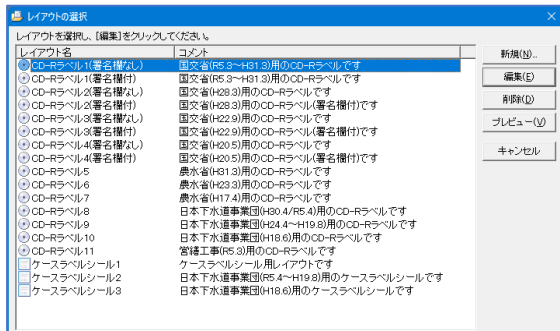 レイアウトの選択
レイアウトを選択し、[編集]をクリックしてください。
レイアウト名 コメント
CD-Rラベル1(署名欄なし) 国交省(R5.3～H31.3)用のCD-Rラベルです
CD-Rラベル1(署名欄付) 国交省(R5.3～H31.3)用のCD-Rラベルです
CD-Rラベル2(署名欄なし) 国交省(H28.3)用のCD-Rラベルです
CD-Rラベル2(署名欄付) 国交省(H28.3)用のCD-Rラベル(署名欄付)です
CD-Rラベル3(署名欄なし) 国交省(H22.9)用のCD-Rラベルです
CD-Rラベル3(署名欄付) 国交省(H22.9)用のCD-Rラベル(署名欄付)です
CD-Rラベル4(署名欄なし) 国交省(H20.5)用のCD-Rラベルです
CD-Rラベル4(署名欄付) 国交省(H20.5)用のCD-Rラベル(署名欄付)です
CD-Rラベル5 農水省(H31.3)用のCD-Rラベルです
CD-Rラベル6 農水省(H23.3)用のCD-Rラベルです
CD-Rラベル7 農水省(H17.4)用のCD-Rラベルです
CD-Rラベル8 日本下水道事業団(H30.4/R5.4)用のCD-Rラベルです
CD-Rラベル9 日本下水道事業団(H24.4～H19.8)用のCD-Rラベルです
CD-Rラベル10 日本下水道事業団(H18.6)用のCD-Rラベルです
CD-Rラベル11 営繕工事(R5.3)用のCD-Rラベルです
ケースラベルシール1 ケースラベルシール用レイアウトです
ケースラベルシール2 日本下水道事業団(R5.4～H19.8)用のケースラベルシールです
ケースラベルシール3 日本下水道事業団(H18.6)用のケースラベルシールです
新規(N)...
編集(E)
削除(D)
プレビュー(V)
キャンセル